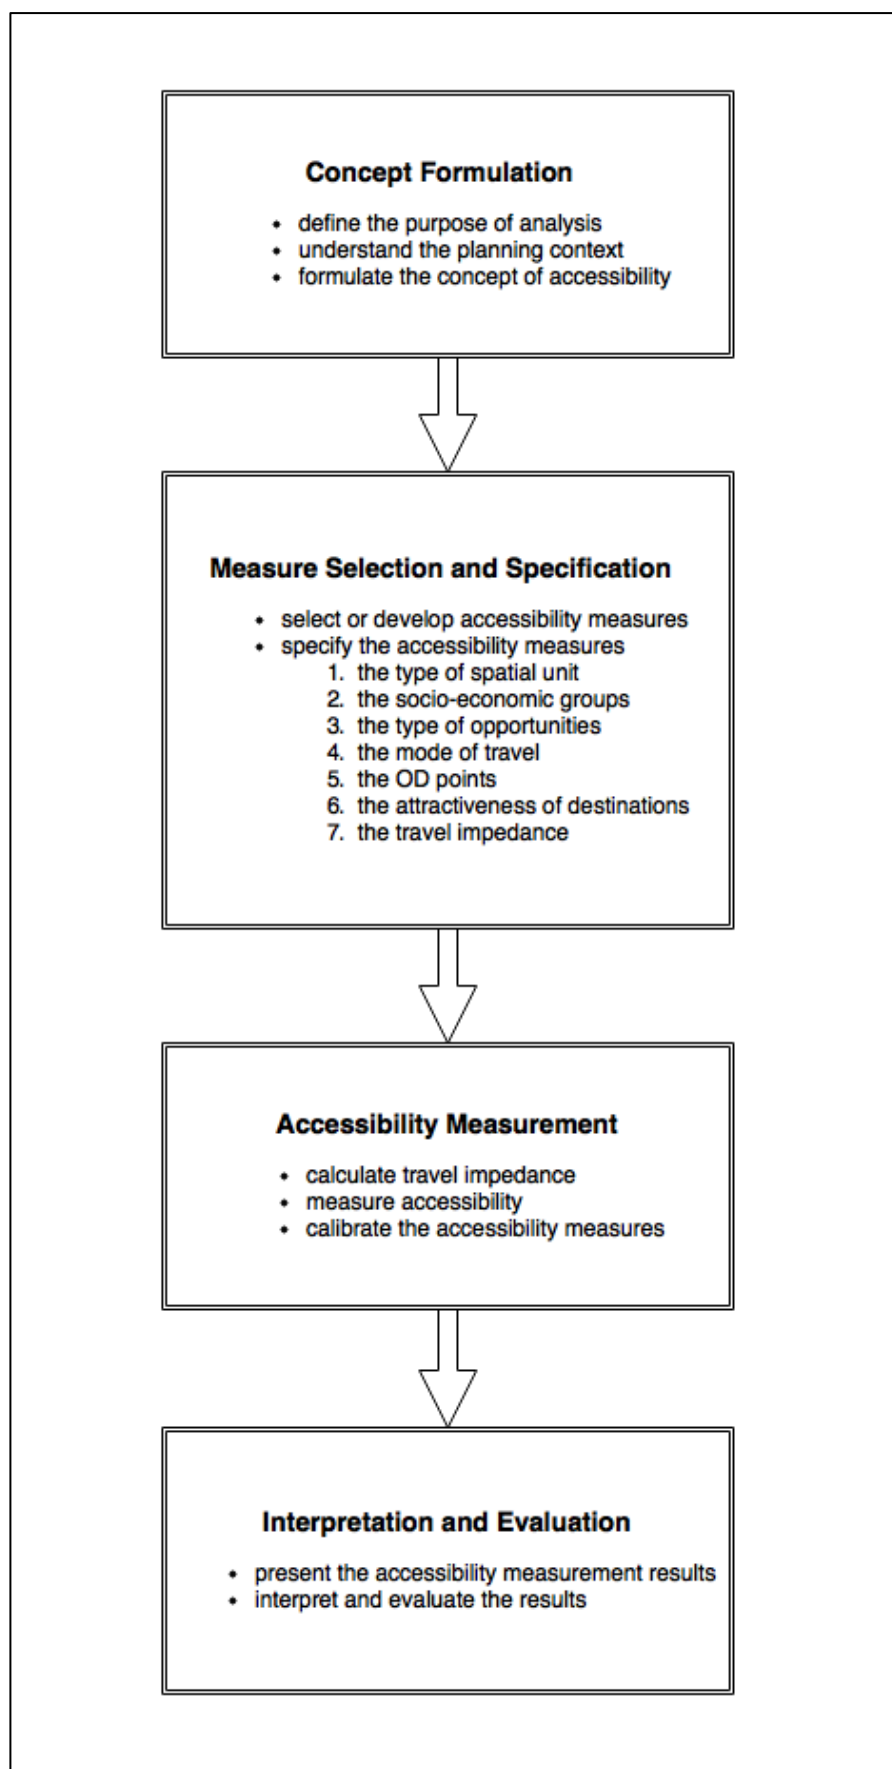 Concept Formulation
• define the purpose of analysis
• understand the planning context
• formulate the concept of accessibility
Measure Selection and Specification
• select or develop accessibility measures
• specify the accessibility measures
1. the type of spatial unit
2. the socio-economic groups
3. the type of opportunities
4. the mode of travel
5. the OD points
6. the attractiveness of destinations
7. the travel impedance
Accessibility Measurement
• calculate travel impedance
• measure accessibility
• calibrate the accessibility measures
Interpretation and Evaluation
• present the accessibility measurement results
• interpret and evaluate the results